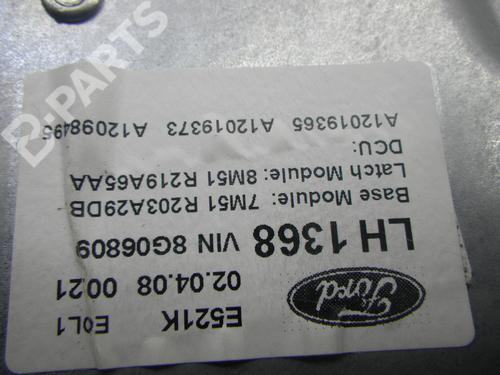 Ford
E521K E0L1
02.04.08 0021
LH 1368 VIN 8G06809
Base Module: 7M51 R203A29DB
Latch Module: 8M51 R219A65AA
DCU:
A12019365 A12019373 A12098495
B-PARTS